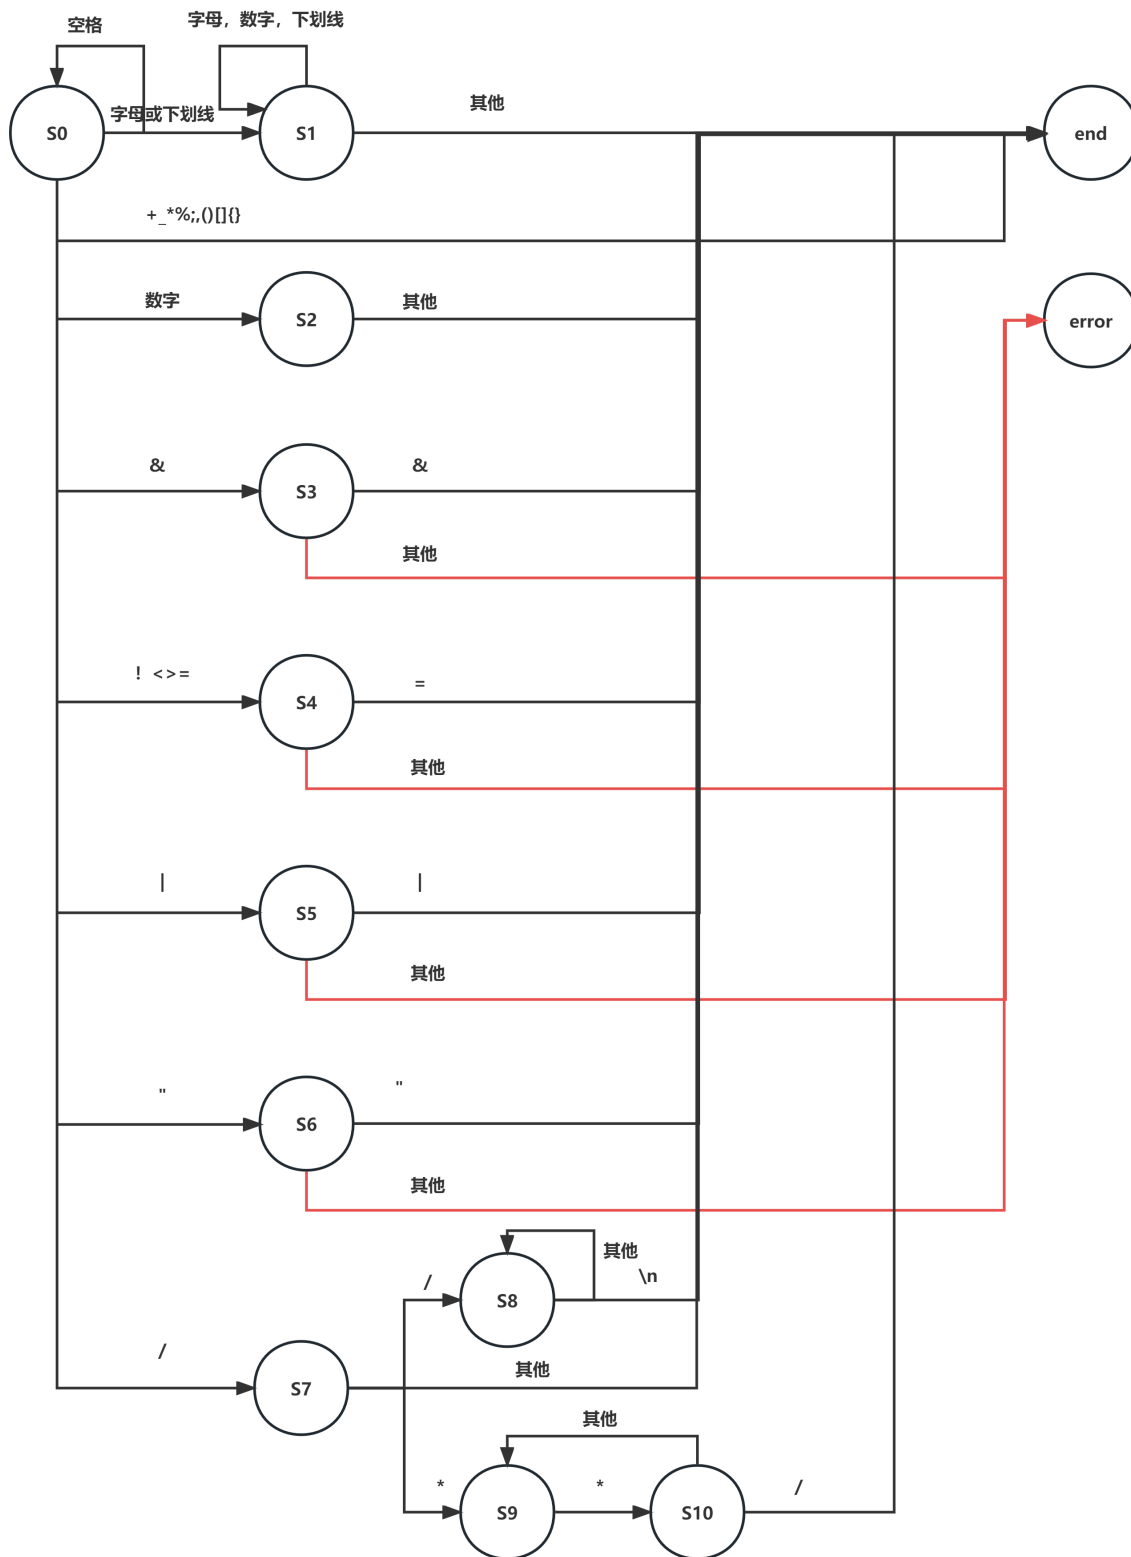 空格
字母，数字，下划线
S0
字母或下划线
S1
其他
end
+_*%;,()[]{}
数字
S2
其他
error
&
S3
&
其他
! <>=
S4
=
其他
|
S5
|
其他
"
S6
"
其他
/
S8
其他
\n
/
S7
其他
其他
*
S9
*
S10
/